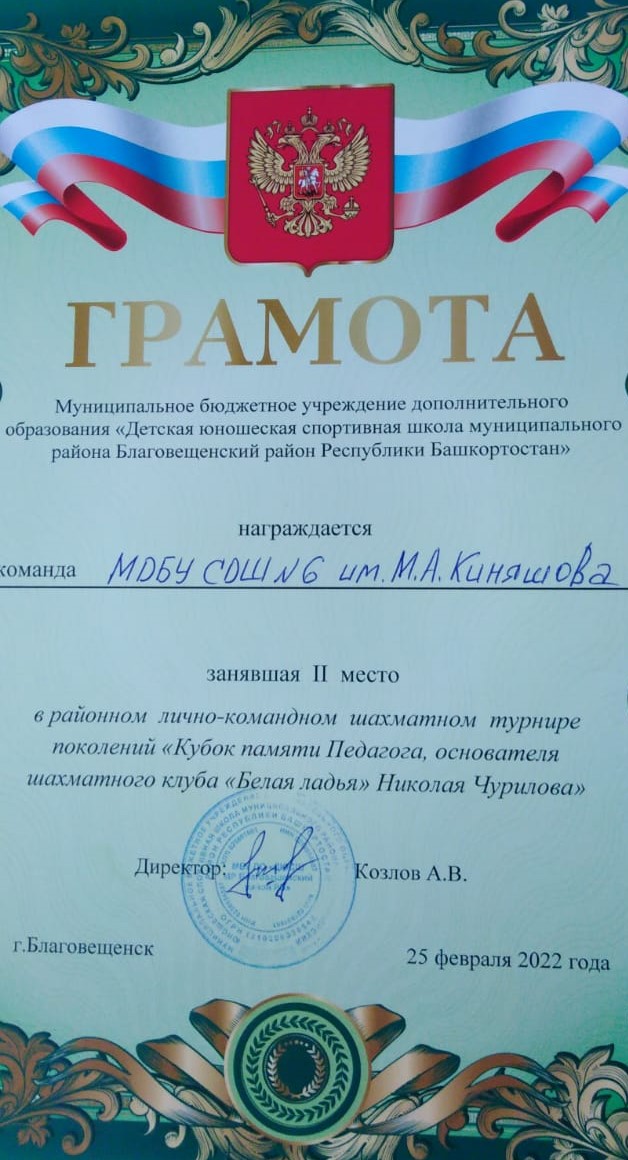 ГРАМОТА
Муниципальное бюджетное учреждение дополнительного
образования «Детская юношеская спортивная школа муниципального
района Благовещенский район Республики Башкортостан»
награждается
команда МОБУ СОШ №6 им. М.А. Киняшова
занявшая II место
в районном лично-командном шахматном турнире
поколений «Кубок памяти Педагога, основателя
шахматного клуба «Белая ладья» Николая Чурилова»
Директор: Козлов А.В.
г.Благовещенск
25 февраля 2022 года